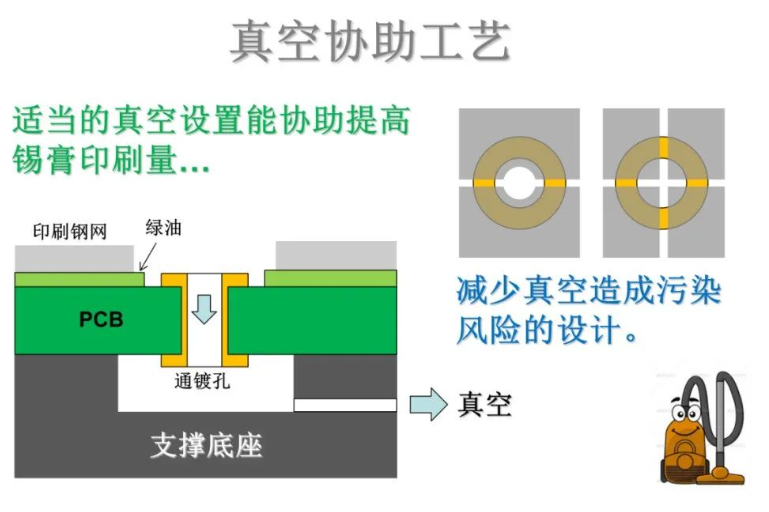 真空协助工艺
适当的真空设置能协助提高
锡膏印刷量...
印刷钢网
绿油
PCB
通镀孔
支撑底座
真空
减少真空造成污染
风险的设计。